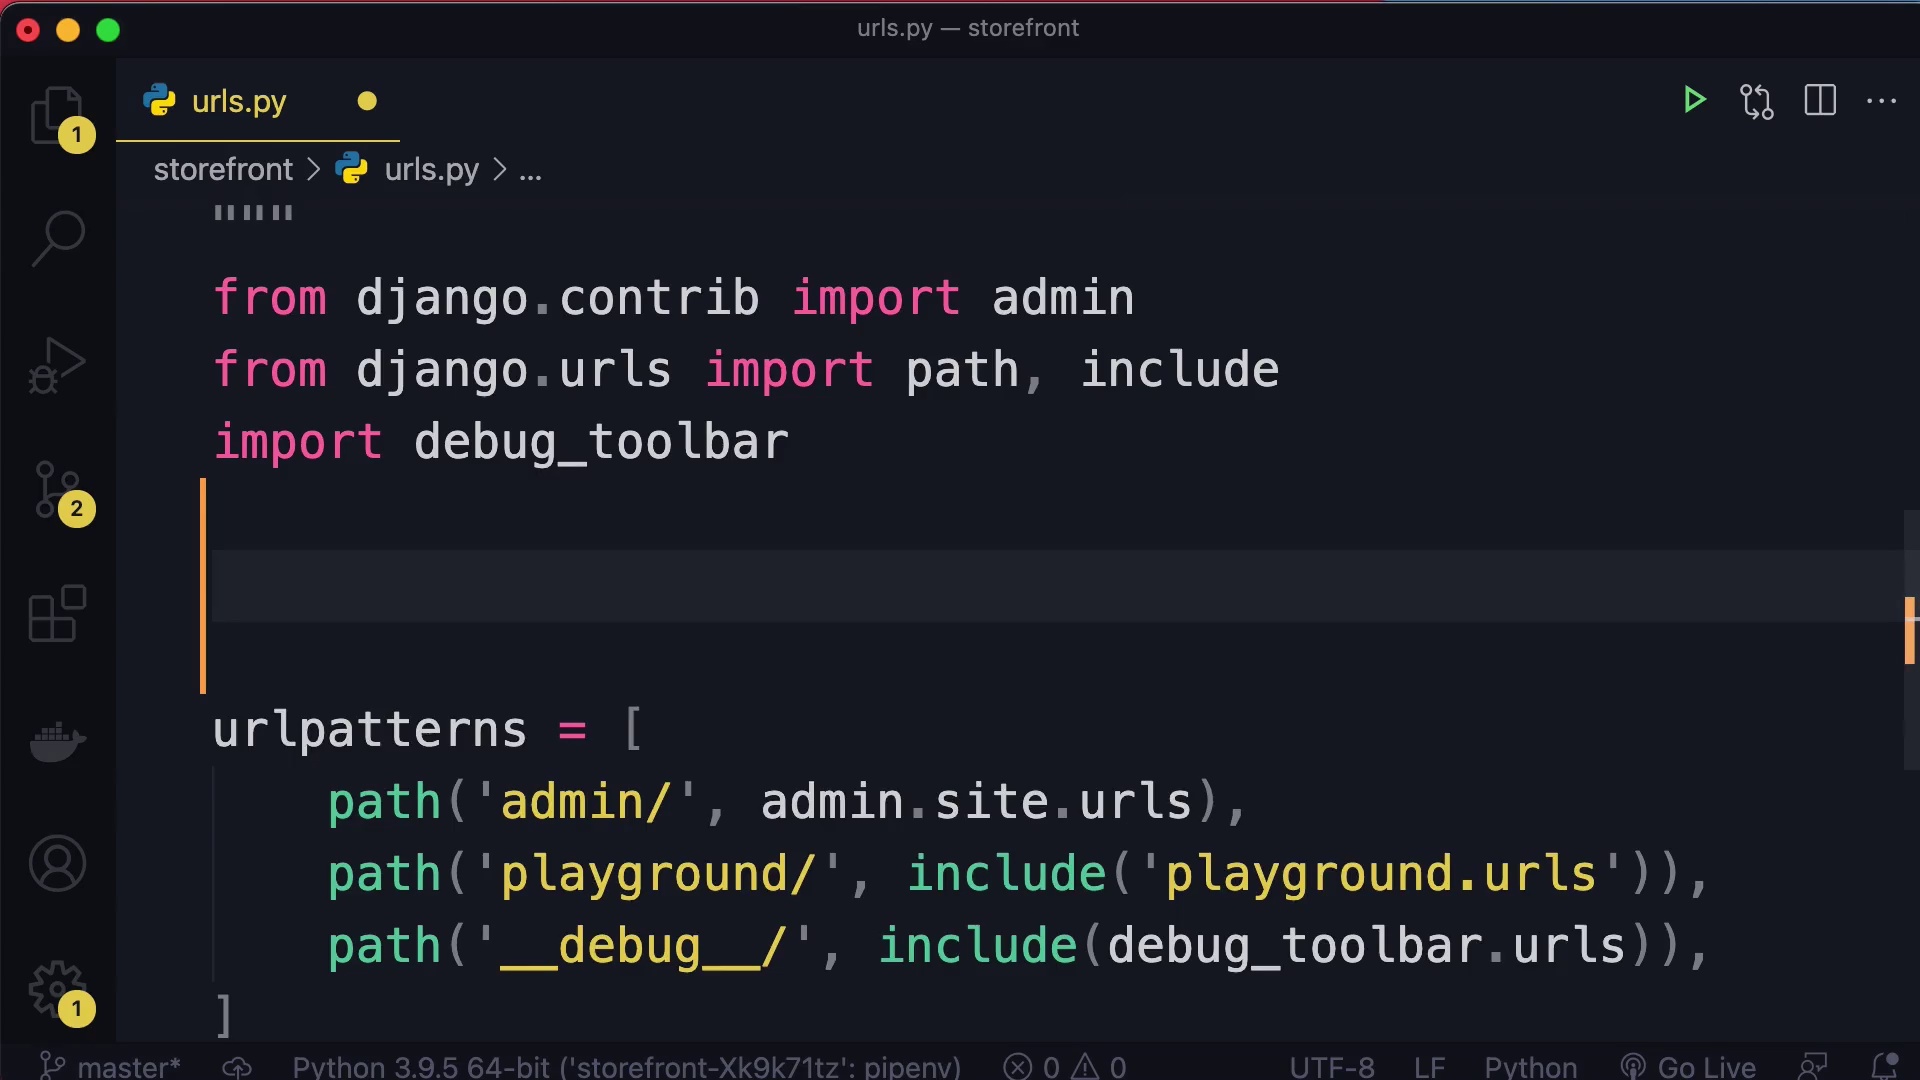 urls.py — storefront
urls.py
1
storefront > urls.py > ...
"""
from django.contrib import admin
from django.urls import path, include
import debug_toolbar
2
urlpatterns = [
    path('admin/', admin.site.urls),
    path('playground/', include('playground.urls')),
    path('__debug__/', include(debug_toolbar.urls)),
]
1
master* Python 3.9.5 64-bit ('storefront-Xk9k71tz': pipenv) 0 0 UTF-8 LF Python Go Live